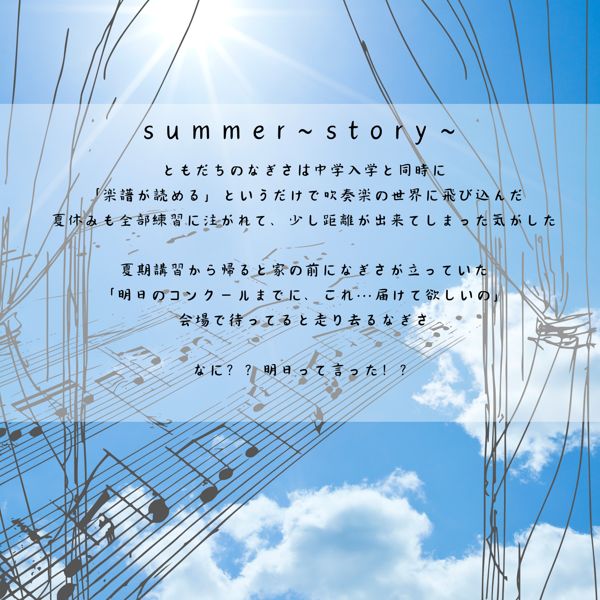 summer～story～
ともだちのなぎさは中学入学と同時に
「楽譜が読める」というだけで吹奏楽の世界に飛び込んだ
夏休みも全部練習に注がれて、少し距離が出来てしまった気がした
夏期講習から帰ると家の前になぎさが立っていた
「明日のコンクールまでに、これ…届けて欲しいの」
会場で待ってると走り去るなぎさ
なに？？明日って言った！？